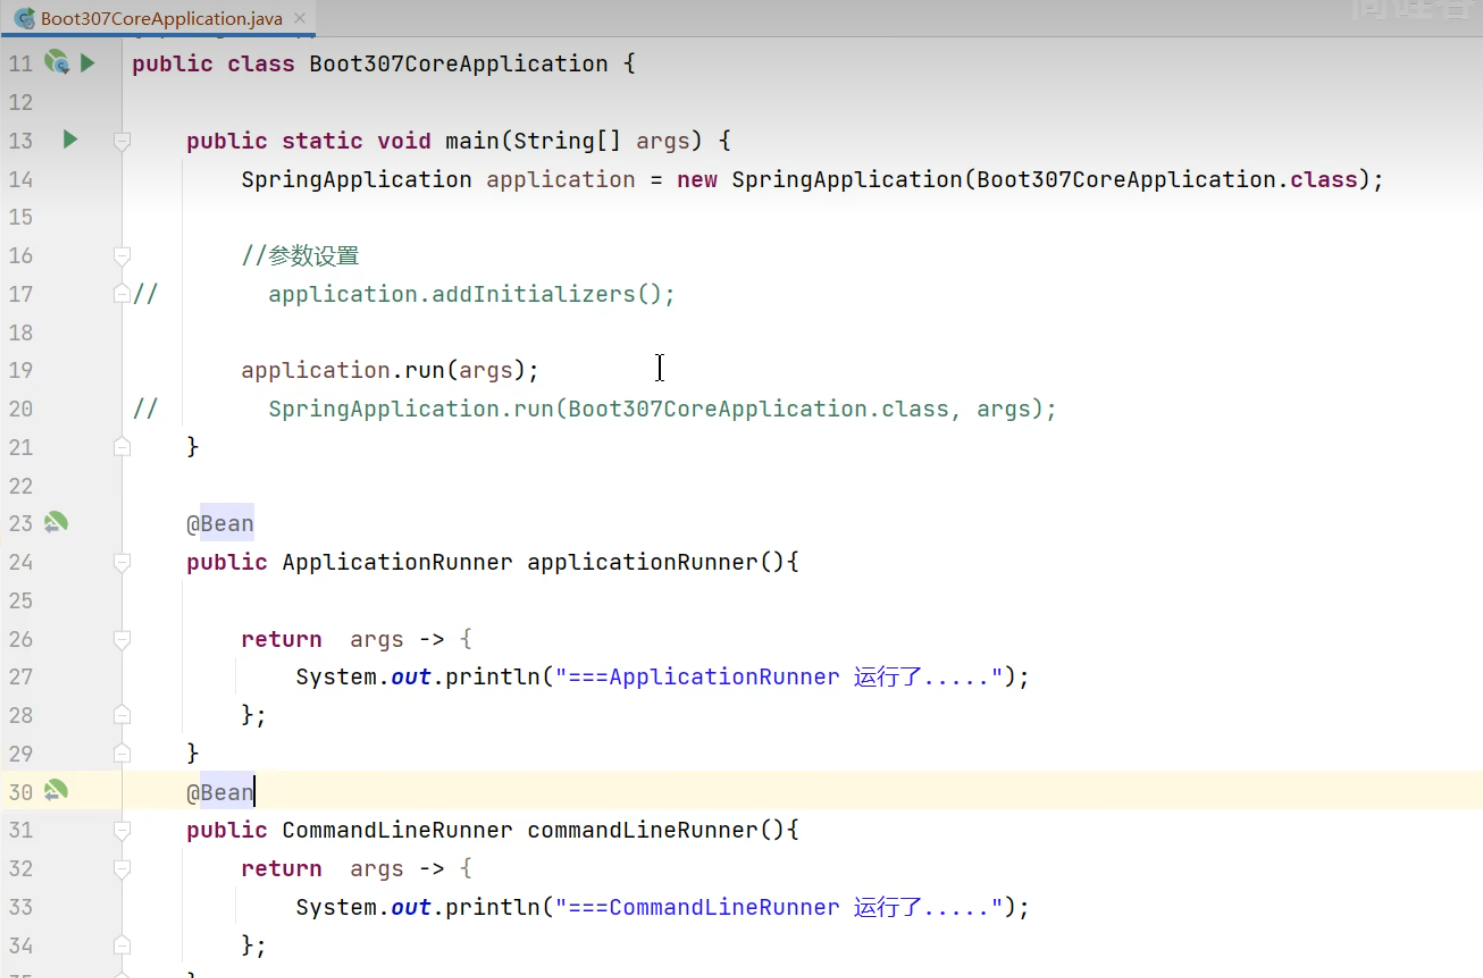 Boot307CoreApplication.java
11 public class Boot307CoreApplication {
12
13 public static void main(String[] args) {
14 SpringApplication application = new SpringApplication(Boot307CoreApplication.class);
15
16 //参数设置
17 // application.addInitializers();
18
19 application.run(args);
20 // SpringApplication.run(Boot307CoreApplication.class, args);
21 }
22
23 @Bean
24 public ApplicationRunner applicationRunner(){
25
26 return args -> {
27 System.out.println("===ApplicationRunner 运行了.....");
28 };
29 }
30 @Bean
31 public CommandLineRunner commandLineRunner(){
32 return args -> {
33 System.out.println("===CommandLineRunner 运行了.....");
34 };